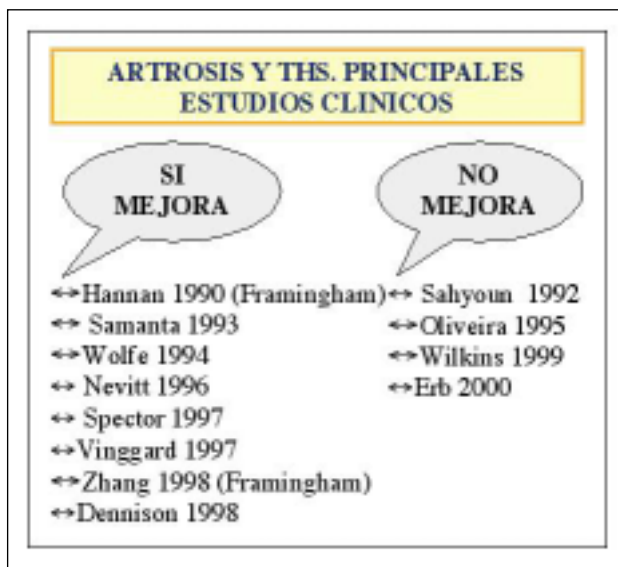 ARTROSIS Y THS. PRINCIPALES
ESTUDIOS CLINICOS
SI
MEJORA
NO
MEJORA
↔Hannan 1990 (Framingham)
↔ Samanta 1993
↔Wolfe 1994
↔ Nevitt 1996
↔ Spector 1997
↔Vinggard 1997
↔Zhang 1998 (Framingham)
↔Dennison 1998
↔ Sahyoun 1992
↔Oliveira 1995
↔Wilkins 1999
↔Erb 2000